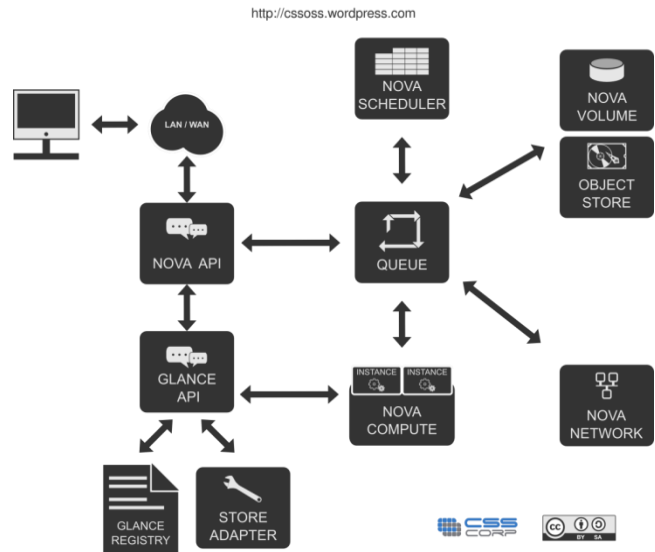 http://cssoss.wordpress.com
NOVA
SCHEDULER
NOVA
VOLUME
LAN / WAN
OBJECT
STORE
NOVA API
QUEUE
GLANCE
API
INSTANCE
INSTANCE
NOVA
COMPUTE
NOVA
NETWORK
GLANCE
REGISTRY
STORE
ADAPTER
CSS
CORP
cc
BY SA